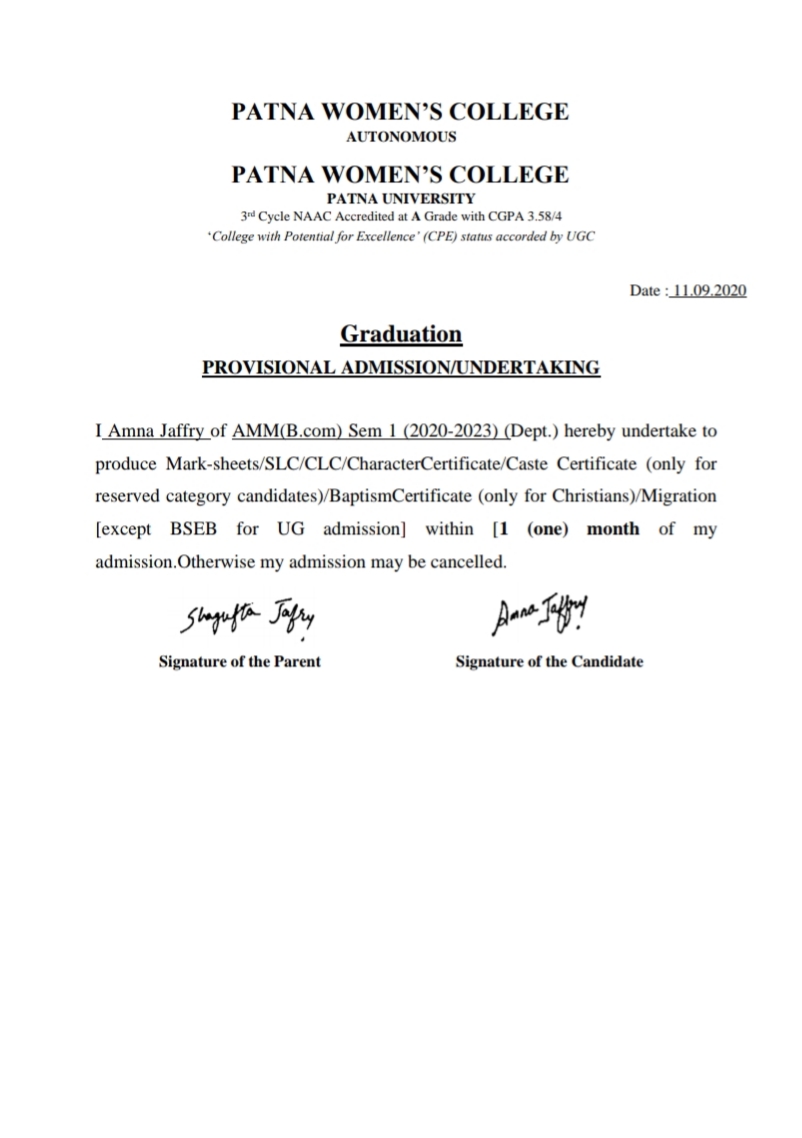 PATNA WOMEN’S COLLEGE
AUTONOMOUS
PATNA WOMEN’S COLLEGE
PATNA UNIVERSITY
3rd Cycle NAAC Accredited at A Grade with CGPA 3.58/4
‘College with Potential for Excellence’ (CPE) status accorded by UGC
Date : 11.09.2020
Graduation
PROVISIONAL ADMISSION/UNDERTAKING
I Amna Jaffry of AMM(B.com) Sem 1 (2020-2023) (Dept.) hereby undertake to
produce Mark-sheets/SLC/CLC/CharacterCertificate/Caste Certificate (only for
reserved category candidates)/BaptismCertificate (only for Christians)/Migration
[except BSEB for UG admission] within [1 (one) month of my
admission.Otherwise my admission may be cancelled.
Shagufta Jafry Amna Jaffry
Signature of the Parent Signature of the Candidate